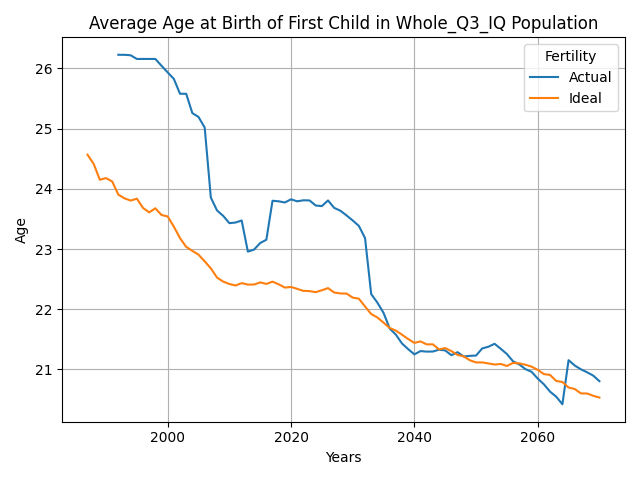 Average Age at Birth of First Child in Whole_Q3_IQ Population
Fertility
Actual
Ideal
26
25
24
23
22
21
Age
2000
2020
2040
2060
Years